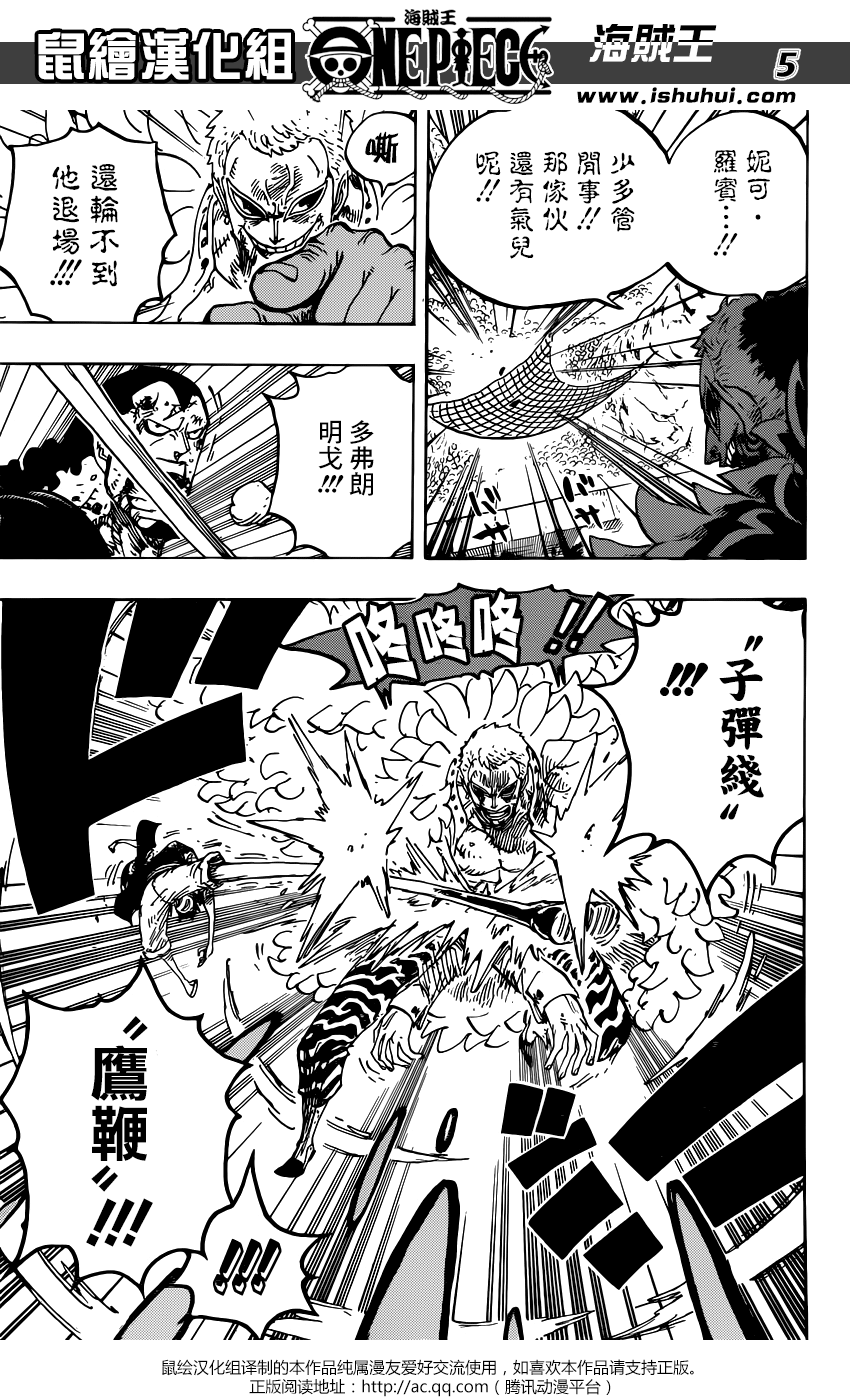 鼠繪漢化組
海賊王
ONE PIECE
海賊王
www.ishuhui.com
5
妮可・
羅賓…!!
少多管
閒事!!
那傢伙
還有氣兒
呢!!
嘶
還輪不到
他退場!!!
多弗朗
明戈!!!
咚咚咚!!
“子彈綫”
!!!
“鷹鞭”
!!!
!!!
鼠绘汉化组译制的本作品纯属漫友爱好交流使用，如喜欢本作品请支持正版。
正版阅读地址：http://ac.qq.com（腾讯动漫平台）